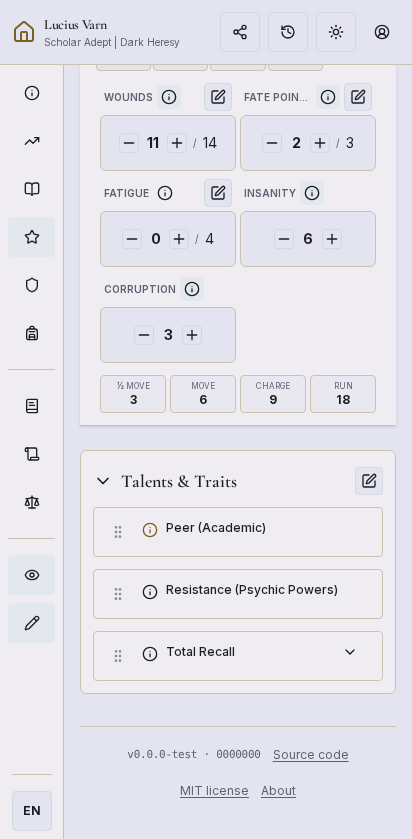 Lucius Varn
Scholar Adept | Dark Heresy
WOUNDS
FATE POIN...
11 / 14
2 / 3
FATIGUE
INSANITY
0 / 4
6
CORRUPTION
3
½ MOVE
3
MOVE
6
CHARGE
9
RUN
18
Talents & Traits
Peer (Academic)
Resistance (Psychic Powers)
Total Recall
v0.0.0-test · 0000000 Source code
MIT license About
EN